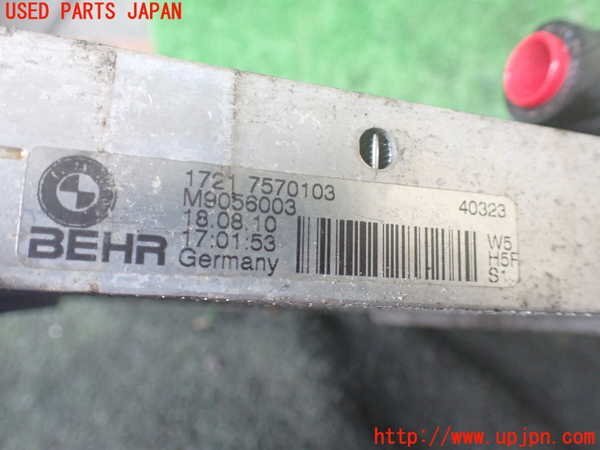 USED PARTS JAPAN
1721 7570103
M9056003
40323
18.08.10
17:01:53
Germany
BEHR
W5
H5F
S1
http://www.upjpn.com/